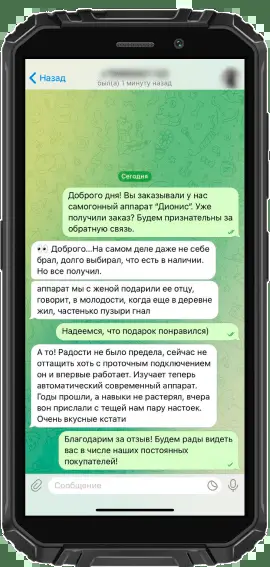 Назад
был(а) 1 минуту назад
Сегодня
Доброго дня! Вы заказывали у нас
самогонный аппарат “Дионис”. Уже
получили заказ? Будем признательны за
обратную связь.
👀 Доброго...На самом деле даже не себе
брал, долго выбирал, что есть в наличии.
Но все получил.
аппарат мы с женой подарили ее отцу,
говорит, в молодости, когда еще в деревне
жил, частенько пузыри гнал
Надеемся, что подарок понравился)
А то! Радости не было предела, сейчас не
оттащить хоть с проточным подключением
он и впервые работает. Изучает теперь
автоматический современный аппарат.
Годы прошли, а навыки не растерял, вчера
вон прислали с тещей нам пару настоек.
Очень вкусные кстати
Благодарим за отзыв! Будем рады видеть
вас в числе наших постоянных
покупателей!
Сообщение